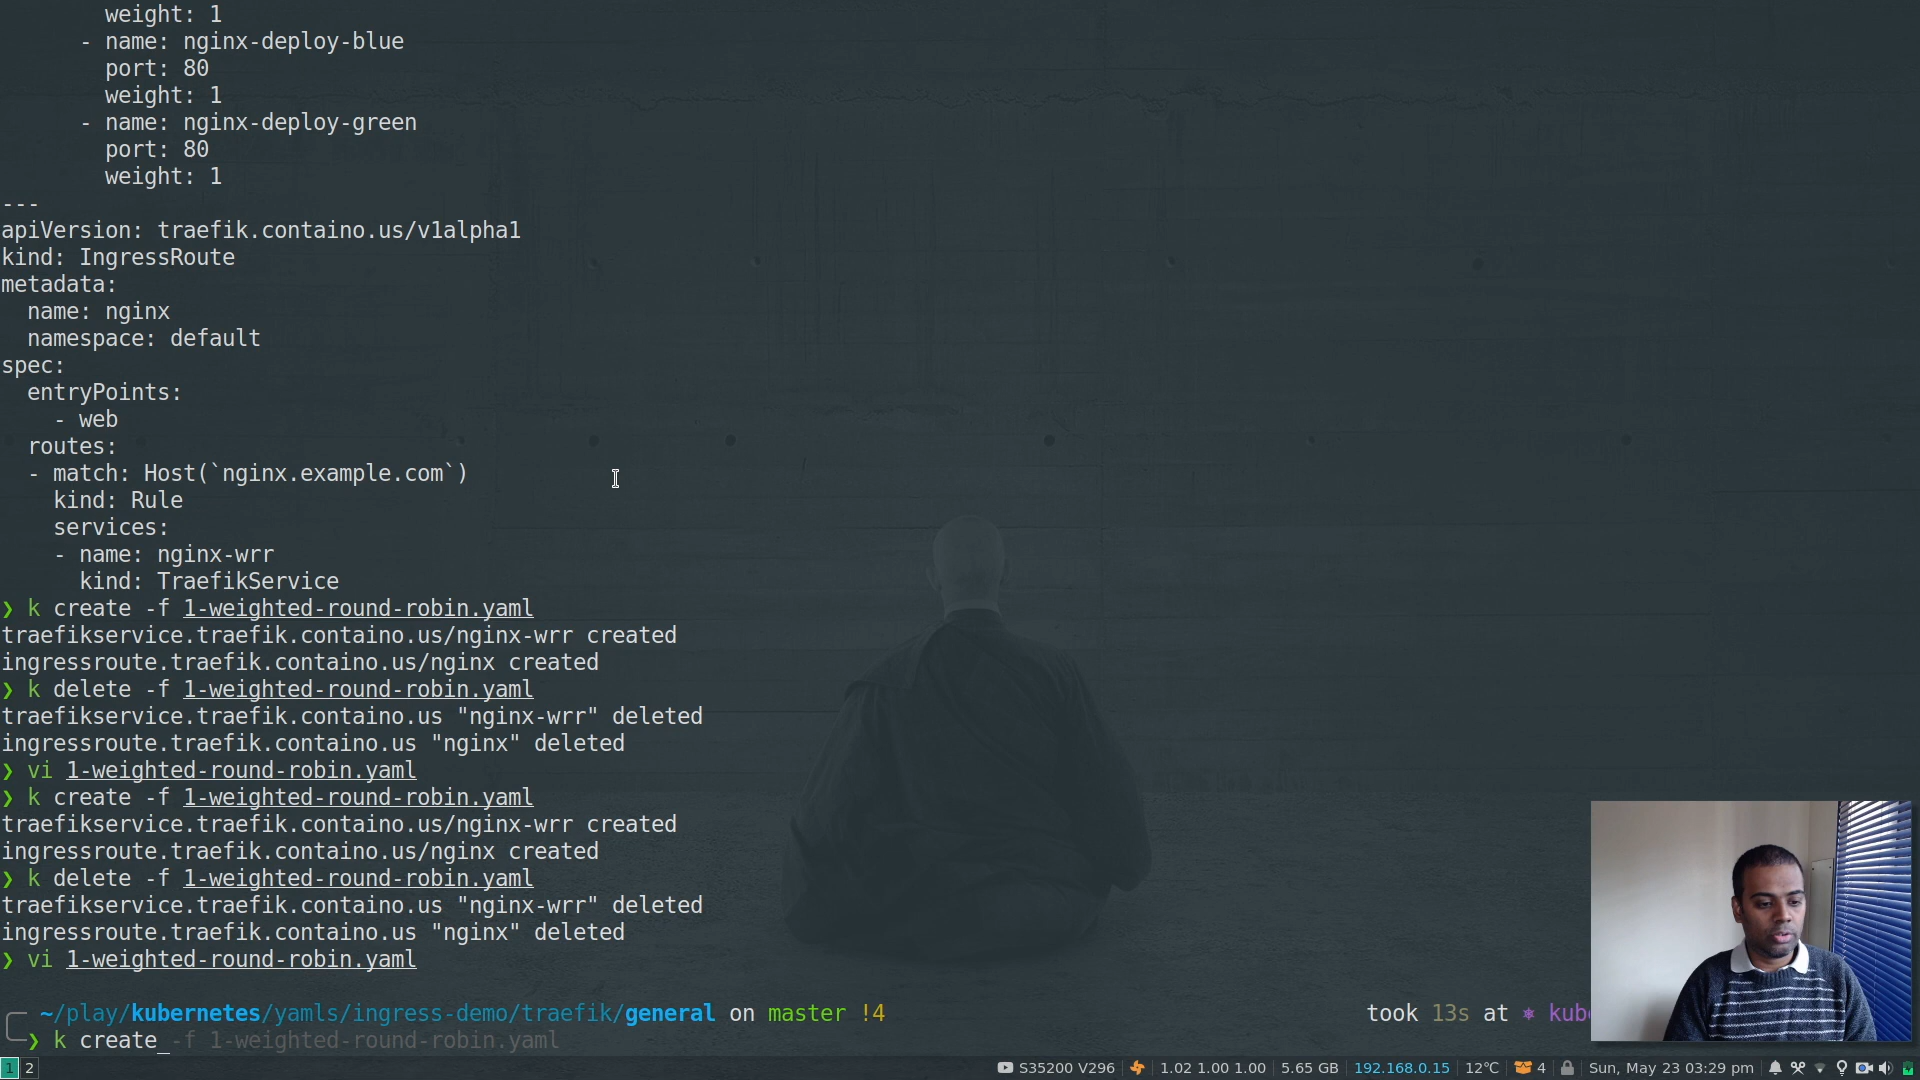 weight: 1
- name: nginx-deploy-blue
port: 80
weight: 1
- name: nginx-deploy-green
port: 80
weight: 1
---
apiVersion: traefik.containo.us/v1alpha1
kind: IngressRoute
metadata:
name: nginx
namespace: default
spec:
entryPoints:
- web
routes:
- match: Host(`nginx.example.com`)
kind: Rule
services:
- name: nginx-wrr
kind: TraefikService
❯ k create -f 1-weighted-round-robin.yaml
traefikservice.traefik.containo.us/nginx-wrr created
ingressroute.traefik.containo.us/nginx created
❯ k delete -f 1-weighted-round-robin.yaml
traefikservice.traefik.containo.us "nginx-wrr" deleted
ingressroute.traefik.containo.us "nginx" deleted
❯ vi 1-weighted-round-robin.yaml
❯ k create -f 1-weighted-round-robin.yaml
traefikservice.traefik.containo.us/nginx-wrr created
ingressroute.traefik.containo.us/nginx created
❯ k delete -f 1-weighted-round-robin.yaml
traefikservice.traefik.containo.us "nginx-wrr" deleted
ingressroute.traefik.containo.us "nginx" deleted
❯ vi 1-weighted-round-robin.yaml
~/play/kubernetes/yamls/ingress-demo/traefik/general on master !4 took 13s at ⎈ kube
❯ k create -f 1-weighted-round-robin.yaml
1 2 S35200 V296 1.02 1.00 1.00 5.65 GB 192.168.0.15 12°C 4 Sun, May 23 03:29 pm